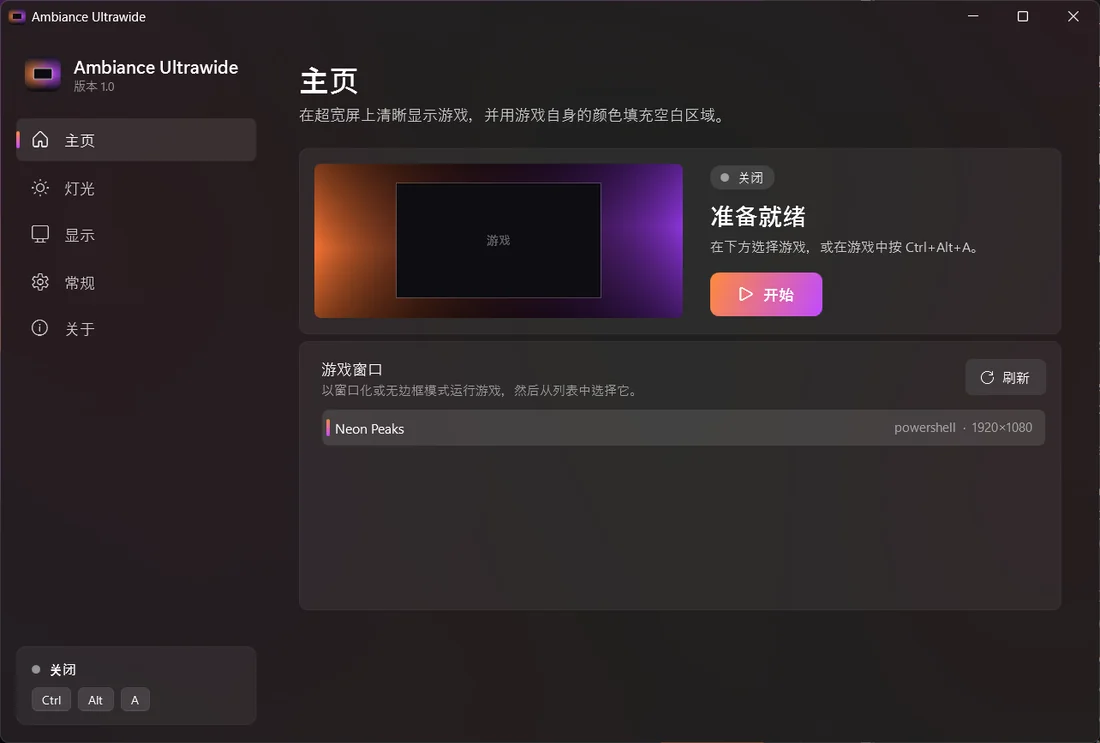 Ambiance Ultrawide
Ambiance Ultrawide
版本 1.0
主页
灯光
显示
常规
关于
关闭
Ctrl Alt A
主页
在超宽屏上清晰显示游戏，并用游戏自身的颜色填充空白区域。
游戏
关闭
准备就绪
在下方选择游戏，或在游戏中按 Ctrl+Alt+A。
开始
游戏窗口
以窗口化或无边框模式运行游戏，然后从列表中选择它。
刷新
Neon Peaks powershell · 1920×1080